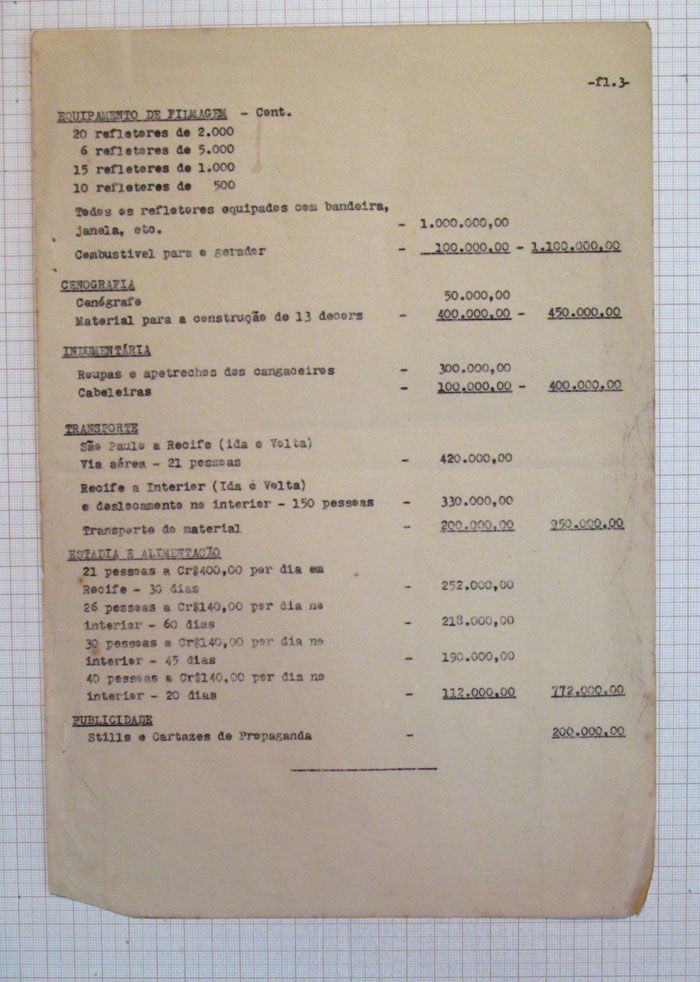 -fl.3-
EQUIPAMENTO DE FILMAGEM - Cont.
20 refletores de 2.000
6 refletores de 5.000
15 refletores de 1.000
10 refletores de 500
Todos os refletores equipados com bandeira,
janela, etc. - 1.000.000,00
Combustivel para o gerador - 100.000,00 - 1.100.000,00
CENOGRAFIA
Cenógrafo 50.000,00
Material para a construção de 13 decors - 400.000,00 - 450.000,00
INDUMENTÁRIA
Roupas e apetrechos dos cangaceiros - 300.000,00
Cabeleiras - 100.000,00 - 400.000,00
TRANSPORTE
São Paulo a Recife (Ida e Volta)
Via aérea - 21 pessoas - 420.000,00
Recife a Interior (Ida e Volta)
e deslocamento no interior - 150 pessoas - 330.000,00
Transporte do material - 200.000,00 950.000,00
ESTADIA E ALIMENTAÇÃO
21 pessoas a Cr$400,00 por dia em
Recife - 30 dias - 252.000,00
26 pessoas a Cr$140,00 por dia no
interior - 60 dias - 218.000,00
30 pessoas a Cr$140,00 por dia no
interior - 45 dias - 190.000,00
40 pessoas a Cr$140,00 por dia no
interior - 20 dias - 112.000,00 772.000,00
PUBLICIDADE
Stills e Cartazes de Propaganda - 200.000,00